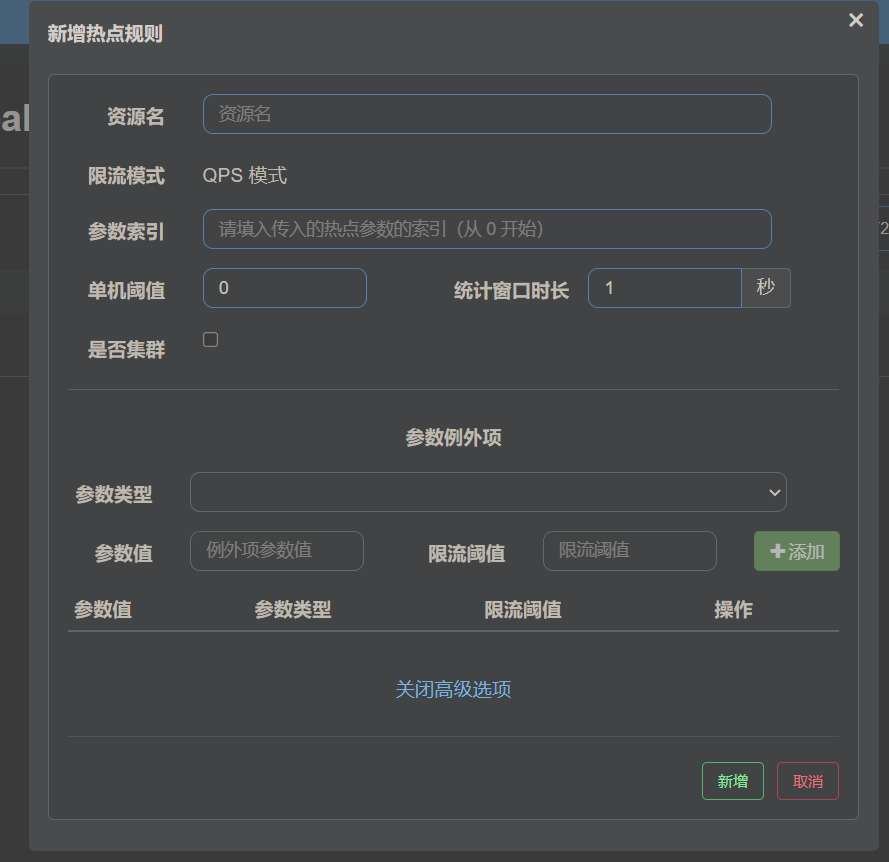 新增热点规则
×
al
资源名 资源名
限流模式 QPS 模式
参数索引 请填入传入的热点参数的索引（从 0 开始）
单机阈值 0 统计窗口时长 1 秒
是否集群
参数例外项
参数类型
参数值 例外项参数值 限流阈值 限流阈值 +添加
参数值 参数类型 限流阈值 操作
关闭高级选项
新增 取消